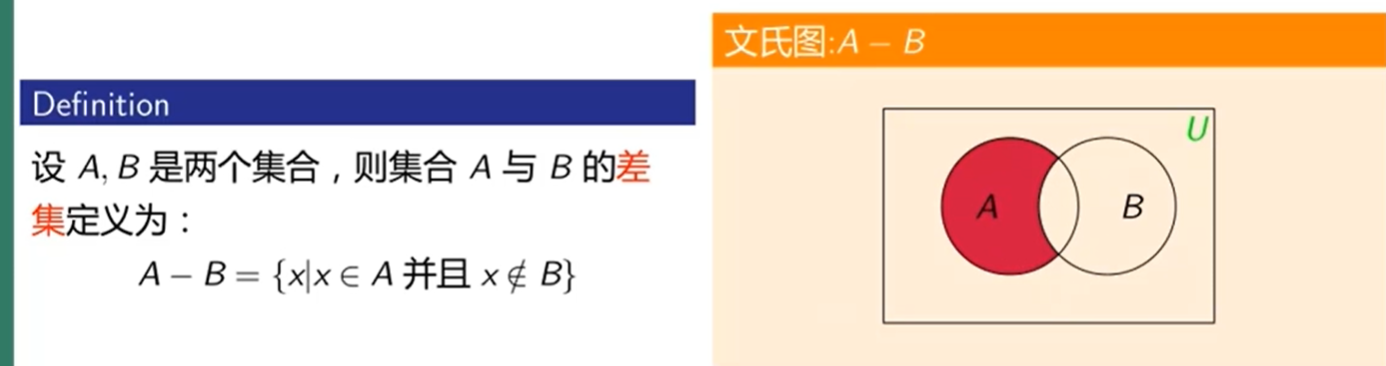 Definition
设 A, B 是两个集合，则集合 A 与 B 的差
集定义为：
A − B = {x|x ∈ A 并且 x ∉ B}
文氏图:A − B
U
A
B